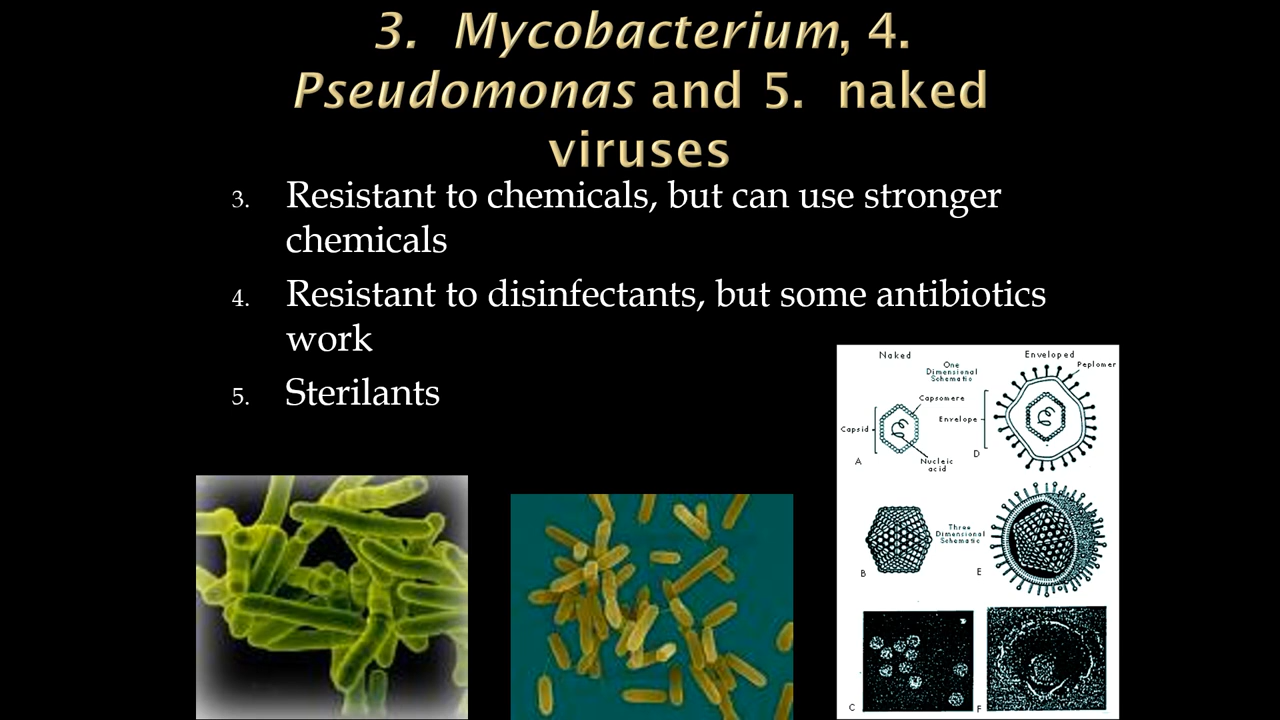 3. Mycobacterium, 4.
Pseudomonas and 5. naked
viruses
3. Resistant to chemicals, but can use stronger
chemicals
4. Resistant to disinfectants, but some antibiotics
work
5. Sterilants
Naked
Enveloped
One
Dimensional
Schematic
Peplomer
Capsomere
Capsid
Envelope
Nucleic
acid
A
D
Three
Dimensional
Schematic
B
E
C
F